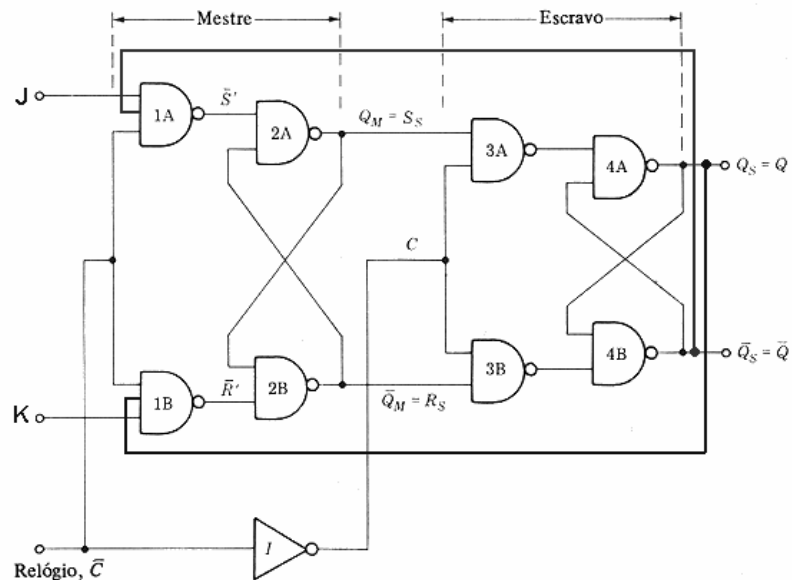 Mestre
Escravo
J
1A
S̄'
2A
Q_M = S_S
3A
4A
Q_S = Q
C
K
1B
R̄'
2B
Q̄_M = R_S
3B
4B
Q̄_S = Q̄
I
Relógio, C̄